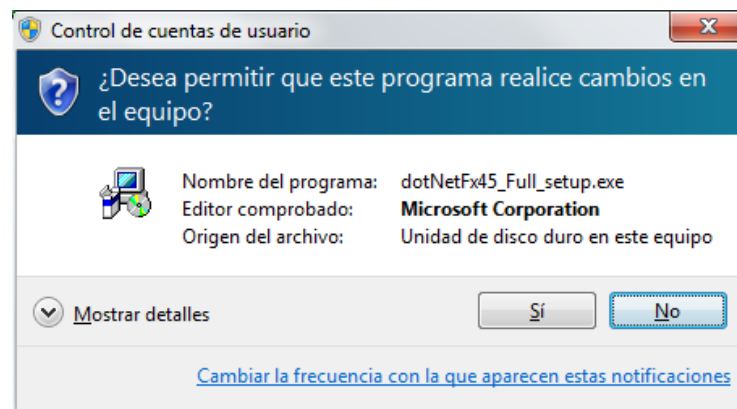 Control de cuentas de usuario
¿Desea permitir que este programa realice cambios en
el equipo?
Nombre del programa: dotNetFx45_Full_setup.exe
Editor comprobado: Microsoft Corporation
Origen del archivo: Unidad de disco duro en este equipo
Mostrar detalles Sí No
Cambiar la frecuencia con la que aparecen estas notificaciones